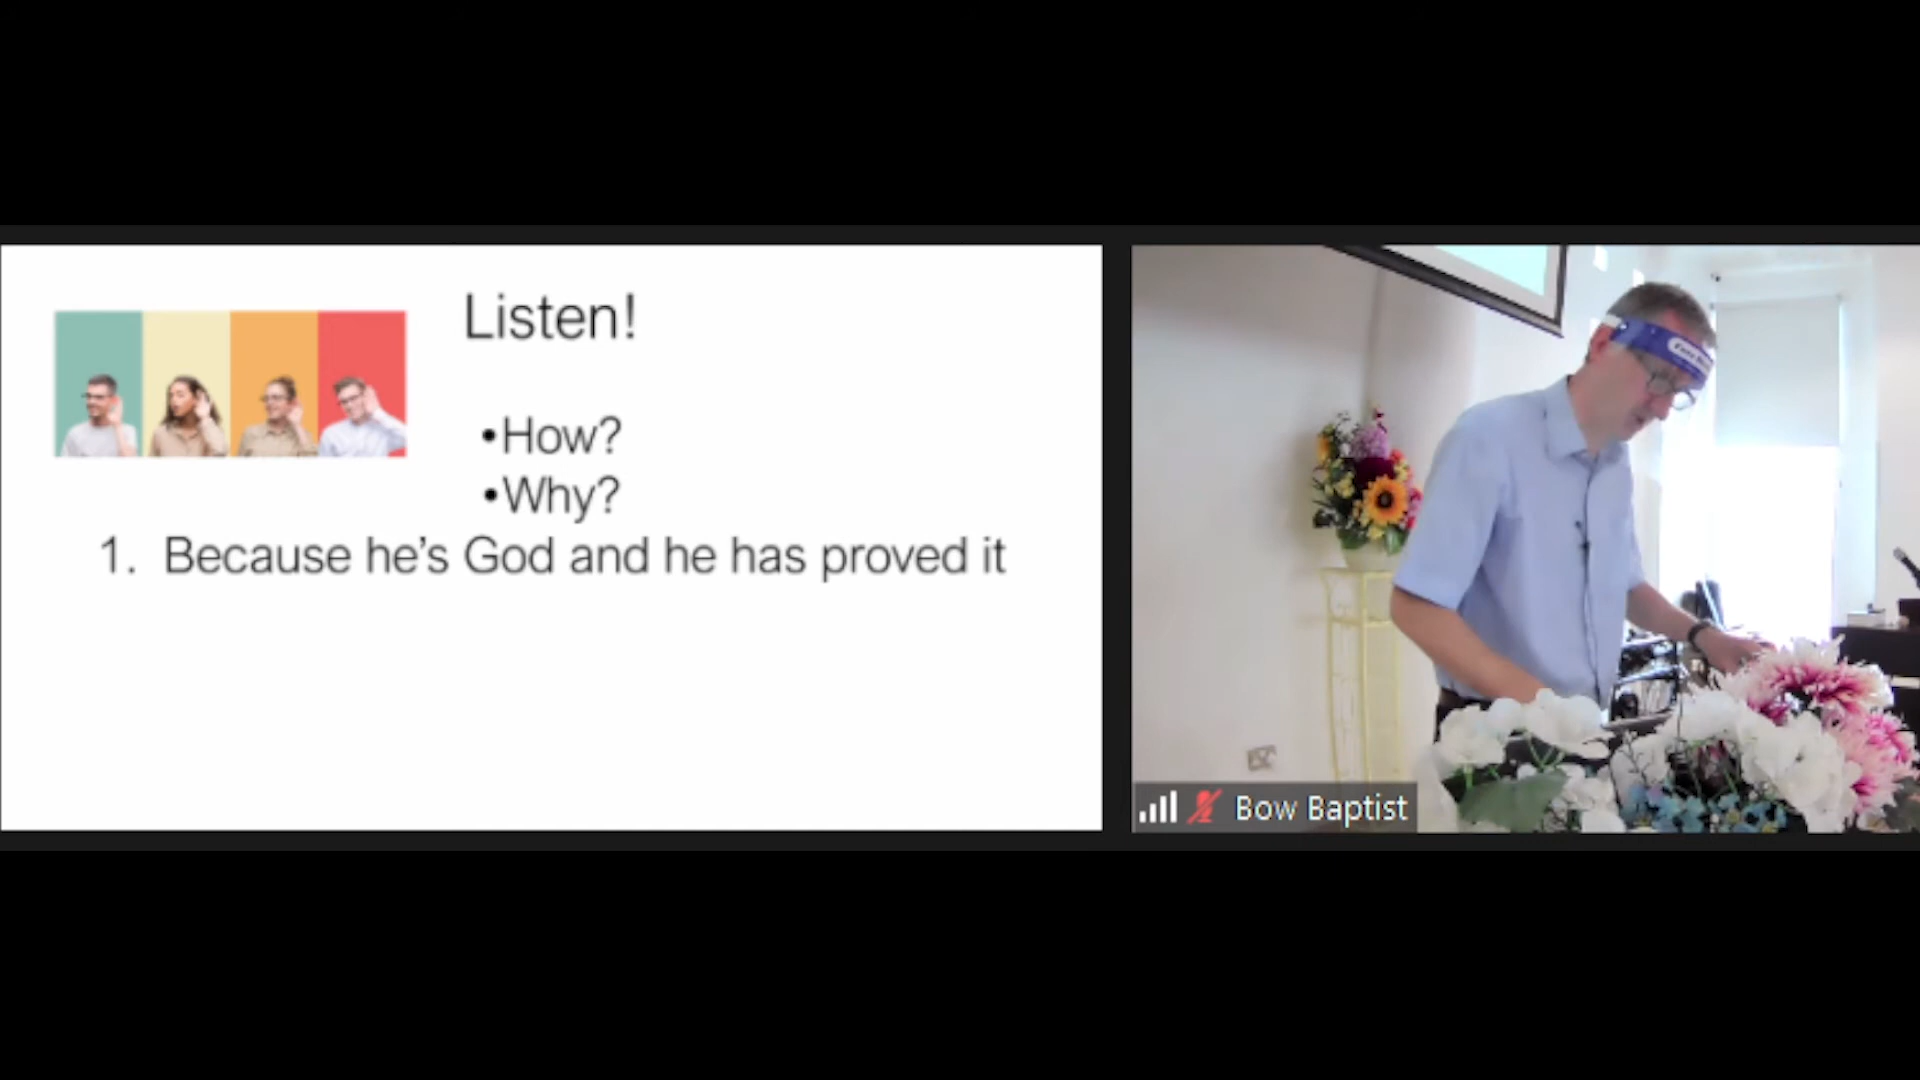 Listen!
•How?
•Why?
1. Because he's God and he has proved it
Bow Baptist